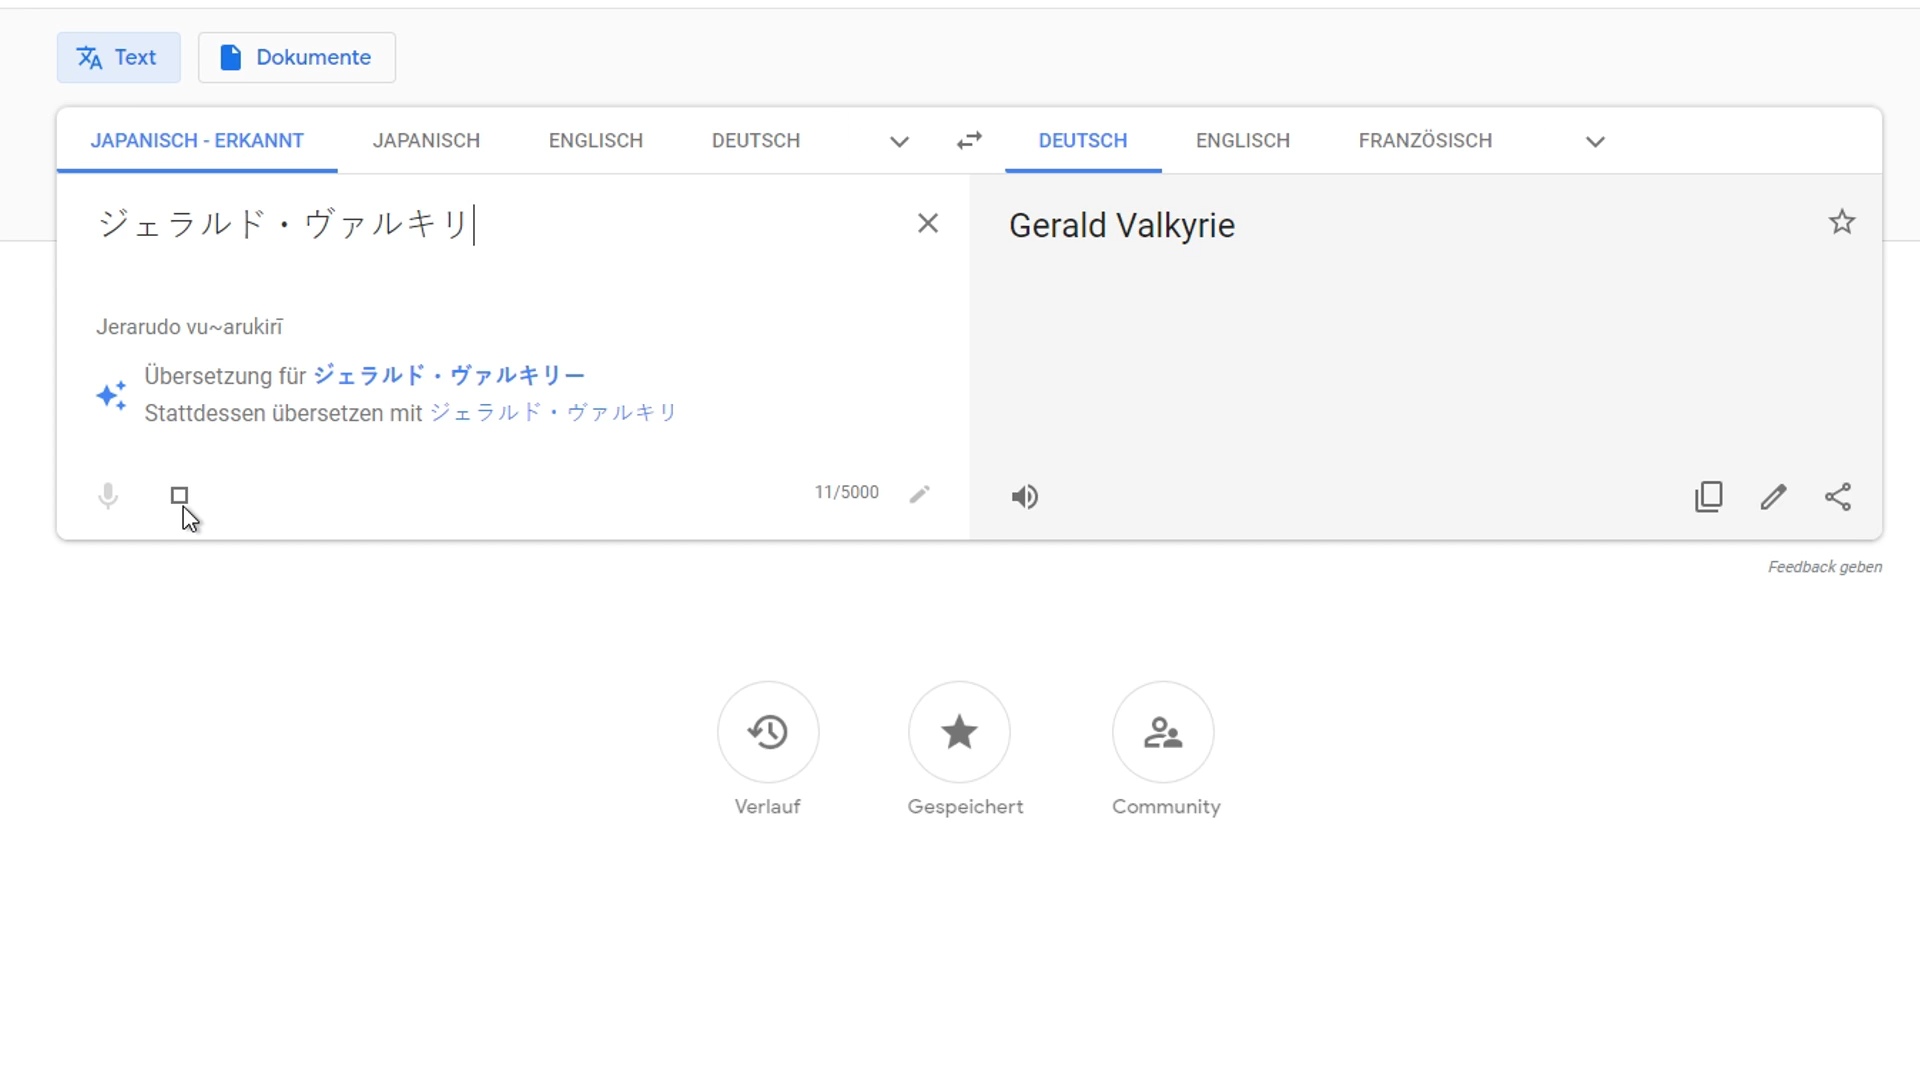 Text
Dokumente
JAPANISCH - ERKANNT JAPANISCH ENGLISCH DEUTSCH DEUTSCH ENGLISCH FRANZÖSISCH
ジェラルド・ヴァルキリ
Gerald Valkyrie
Jerarudo vu~arukirī
Übersetzung für ジェラルド・ヴァルキリー
Stattdessen übersetzen mit ジェラルド・ヴァルキリ
11/5000
Feedback geben
Verlauf
Gespeichert
Community